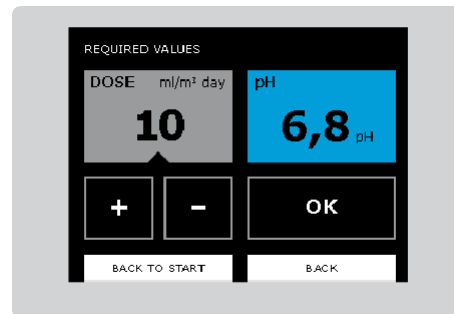 REQUIRED VALUES
DOSE ml/m³ day
10
pH
6,8 pH
+ -
OK
BACK TO START
BACK